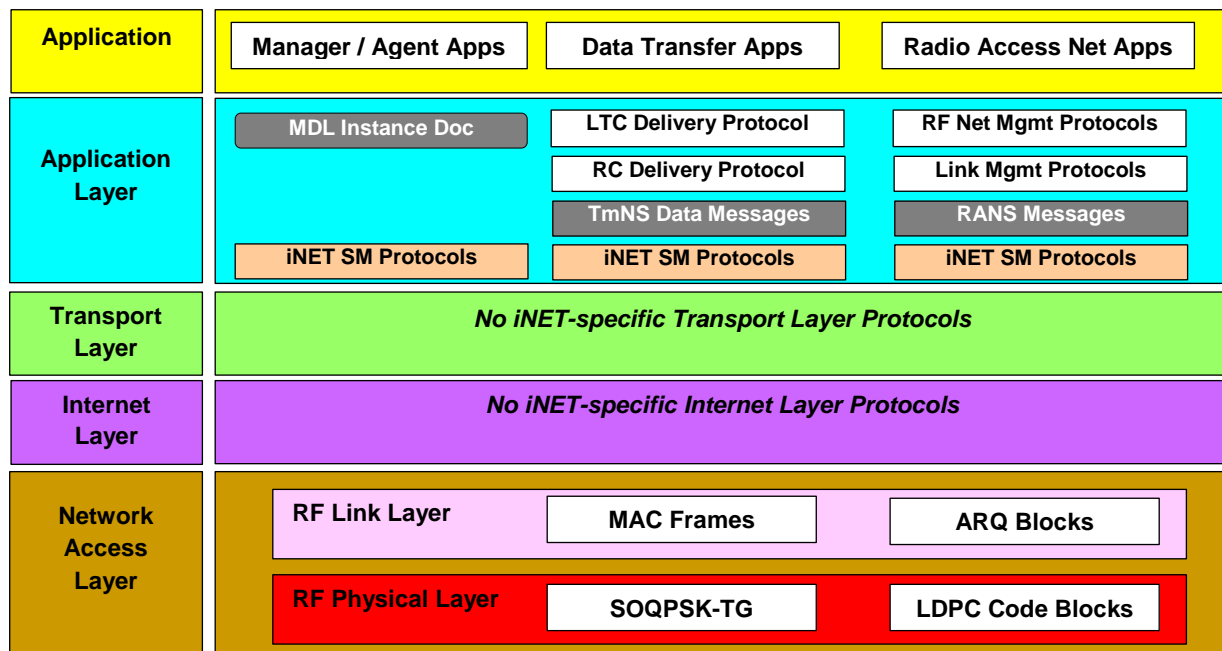 Application
Manager / Agent Apps
Data Transfer Apps
Radio Access Net Apps
Application
Layer
MDL Instance Doc
LTC Delivery Protocol
RF Net Mgmt Protocols
RC Delivery Protocol
Link Mgmt Protocols
TmNS Data Messages
RANS Messages
iNET SM Protocols
iNET SM Protocols
iNET SM Protocols
Transport
Layer
No iNET-specific Transport Layer Protocols
Internet
Layer
No iNET-specific Internet Layer Protocols
Network
Access
Layer
RF Link Layer
MAC Frames
ARQ Blocks
RF Physical Layer
SOQPSK-TG
LDPC Code Blocks